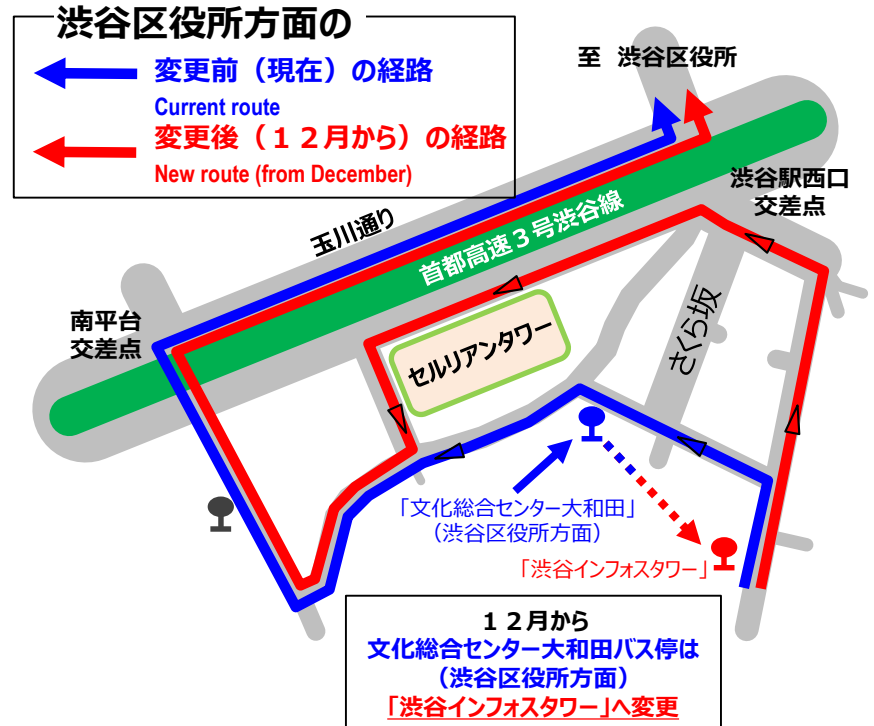 渋谷区役所方面の
変更前（現在）の経路
Current route
変更後（１２月から）の経路
New route (from December)
至 渋谷区役所
渋谷駅西口
交差点
玉川通り
首都高速３号渋谷線
南平台
交差点
セルリアンタワー
さくら坂
「文化総合センター大和田」
（渋谷区役所方面）
「渋谷インフォスタワー」
１２月から
文化総合センター大和田バス停は
（渋谷区役所方面）
「渋谷インフォスタワー」へ変更